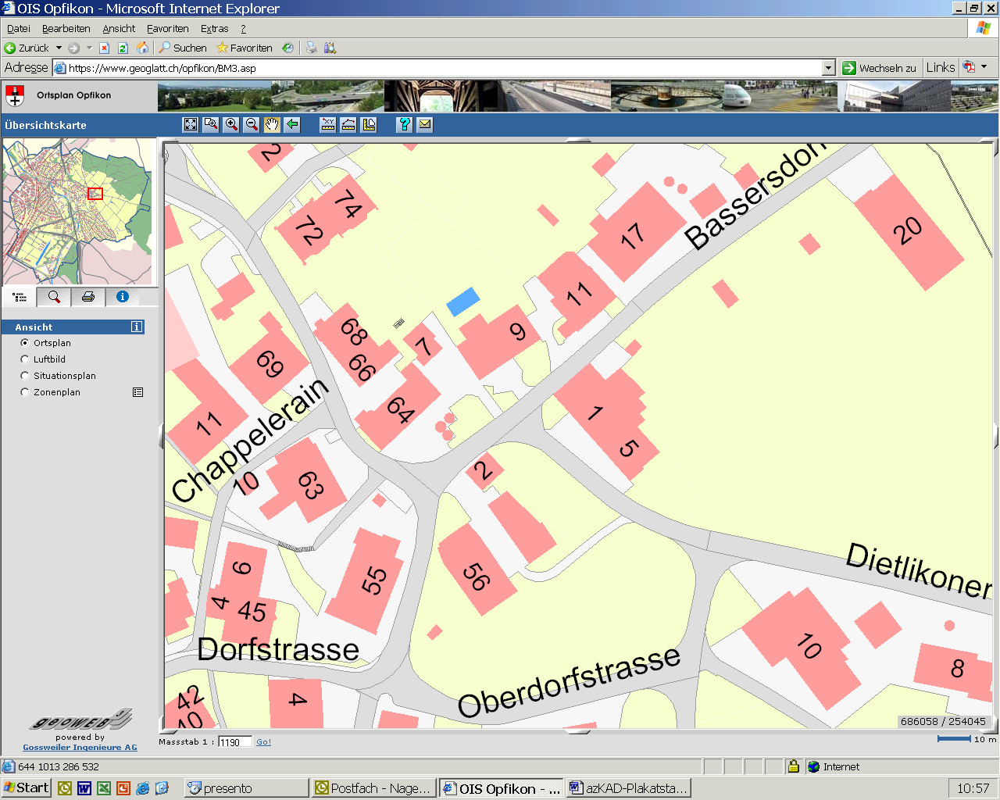 OIS Opfikon - Microsoft Internet Explorer
Datei Bearbeiten Ansicht Favoriten Extras ?
Zurück Suchen Favoriten
Adresse https://www.geoglatt.ch/opfikon/BM3.asp Wechseln zu Links
Ortsplan Opfikon
Übersichtskarte
Ansicht
Ortsplan
Luftbild
Situationsplan
Zonenplan
2
74
72
17
Bassersdor
20
11
9
68
7
66
69
64
11
1
5
Chappelerain
10
63
2
6
55
56
4
45
Dietlikoner
Dorfstrasse
10
8
Oberdorfstrasse
42
40
4
686058 / 254045
geoWEB
powered by
Gossweiler Ingenieure AG
Massstab 1 : 1190 Go!
10 m
644 1013 286 532
Internet
Start presento Postfach - Nage... OIS Opfikon - ... azKAD-Plakatsta... 10:57